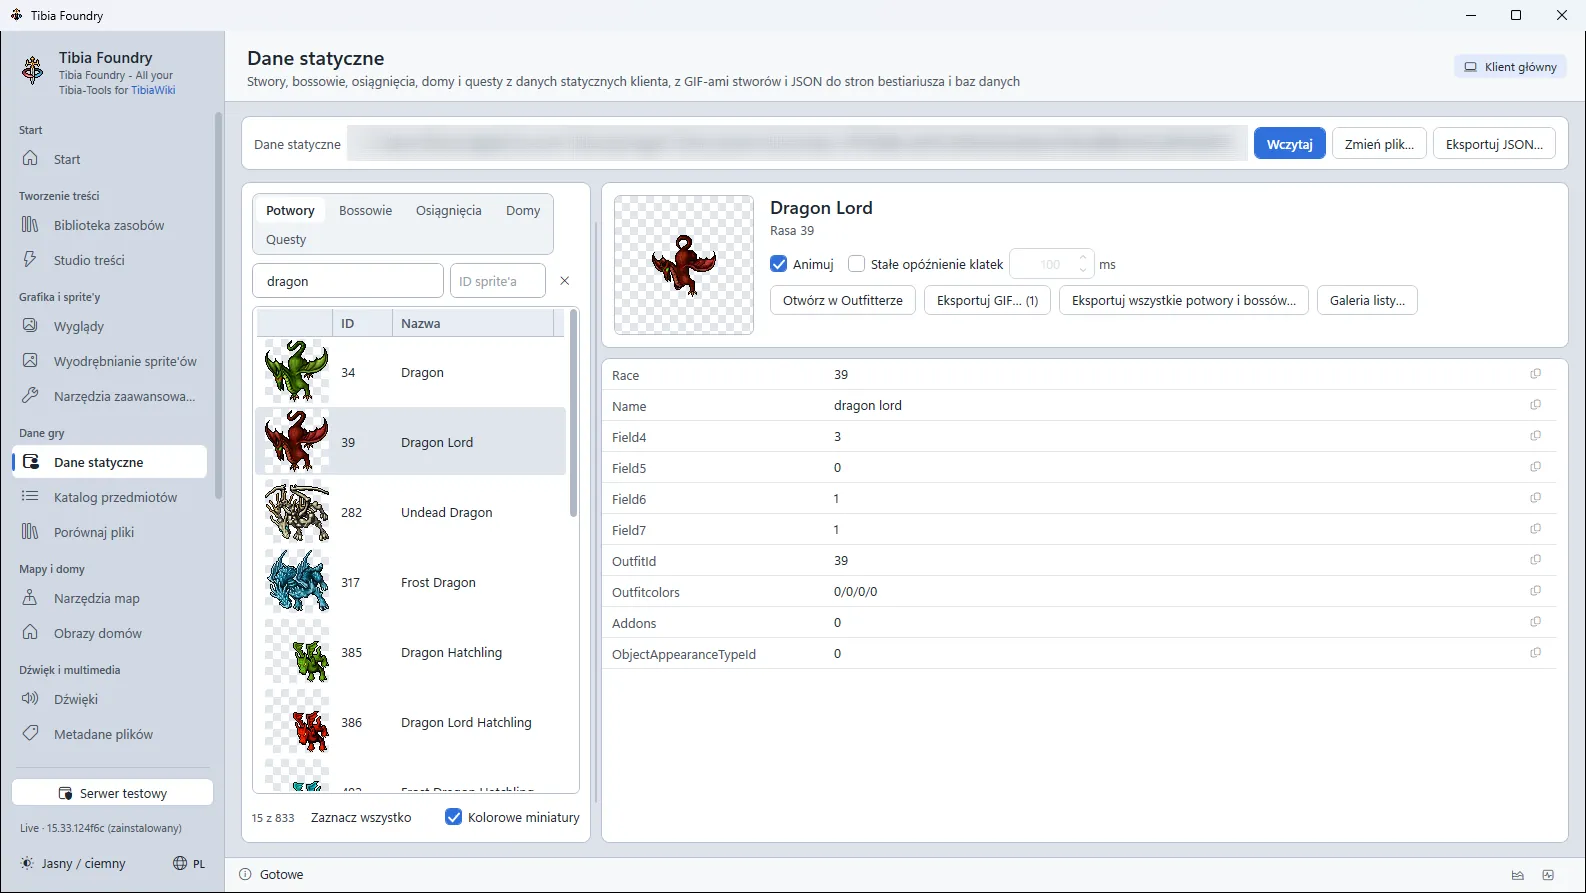 Tibia Foundry
Tibia Foundry
Tibia Foundry - All your
Tibia-Tools for TibiaWiki
Start
Start
Tworzenie treści
Biblioteka zasobów
Studio treści
Grafika i sprite'y
Wyglądy
Wyodrębnianie sprite'ów
Narzędzia zaawansowa...
Dane gry
Dane statyczne
Katalog przedmiotów
Porównaj pliki
Mapy i domy
Narzędzia map
Obrazy domów
Dźwięk i multimedia
Dźwięki
Metadane plików
Serwer testowy
Live · 15.33.124f6c (zainstalowany)
Jasny / ciemny
PL
Dane statyczne
Stwory, bossowie, osiągnięcia, domy i questy z danych statycznych klienta, z GIF-ami stworów i JSON do stron bestiariusza i baz danych
Klient główny
Dane statyczne
Wczytaj
Zmień plik...
Eksportuj JSON...
Potwory
Bossowie
Osiągnięcia
Domy
Questy
dragon
ID sprite'a
ID Nazwa
34 Dragon
39 Dragon Lord
282 Undead Dragon
317 Frost Dragon
385 Dragon Hatchling
386 Dragon Lord Hatchling
15 z 833
Zaznacz wszystko
Kolorowe miniatury
Dragon Lord
Rasa 39
Animuj
Stałe opóźnienie klatek
100
ms
Otwórz w Outfitterze
Eksportuj GIF... (1)
Eksportuj wszystkie potwory i bossów...
Galeria listy...
Race 39
Name dragon lord
Field4 3
Field5 0
Field6 1
Field7 1
OutfitId 39
Outfitcolors 0/0/0/0
Addons 0
ObjectAppearanceTypeId 0
Gotowe